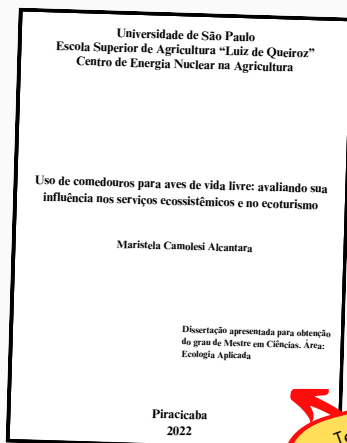 Universidade de São Paulo
Escola Superior de Agricultura “Luiz de Queiroz”
Centro de Energia Nuclear na Agricultura
Uso de comedouros para aves de vida livre: avaliando sua
influência nos serviços ecossistêmicos e no ecoturismo
Maristela Camolesi Alcantara
Dissertação apresentada para obtenção
do grau de Mestre em Ciências. Área:
Ecologia Aplicada
Piracicaba
2022